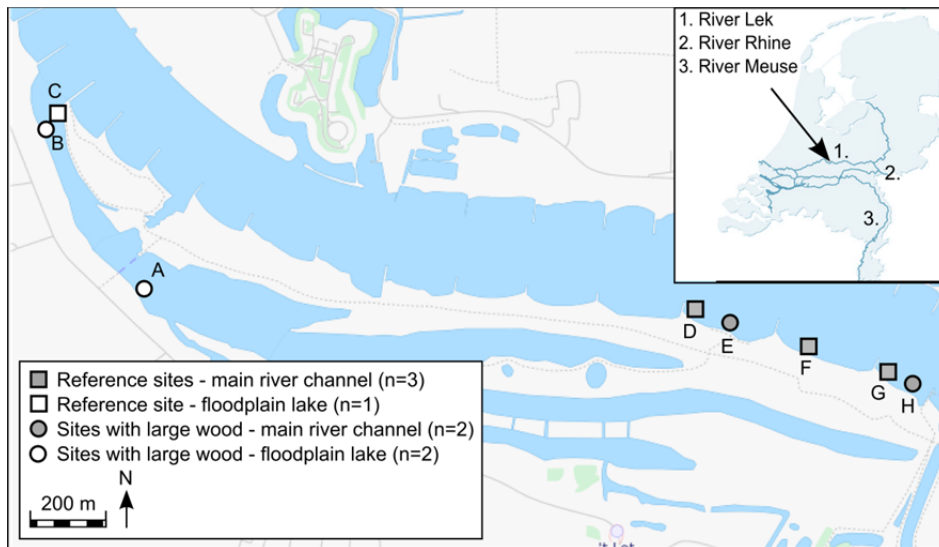 1. River Lek
2. River Rhine
3. River Meuse
1.
2.
3.
C
B
A
D
E
F
G
H
Reference sites - main river channel (n=3)
Reference site - floodplain lake (n=1)
Sites with large wood - main river channel (n=2)
Sites with large wood - floodplain lake (n=2)
200 m
N